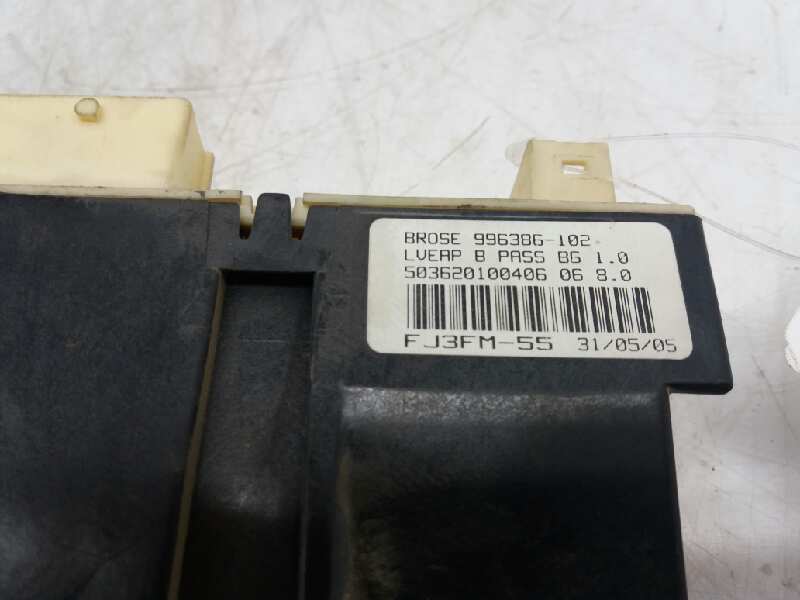 BROSE 996386-102
LVEAP B PASS BG 1.0
503620100406 06 8.0
FJ3FM-55 31/05/05